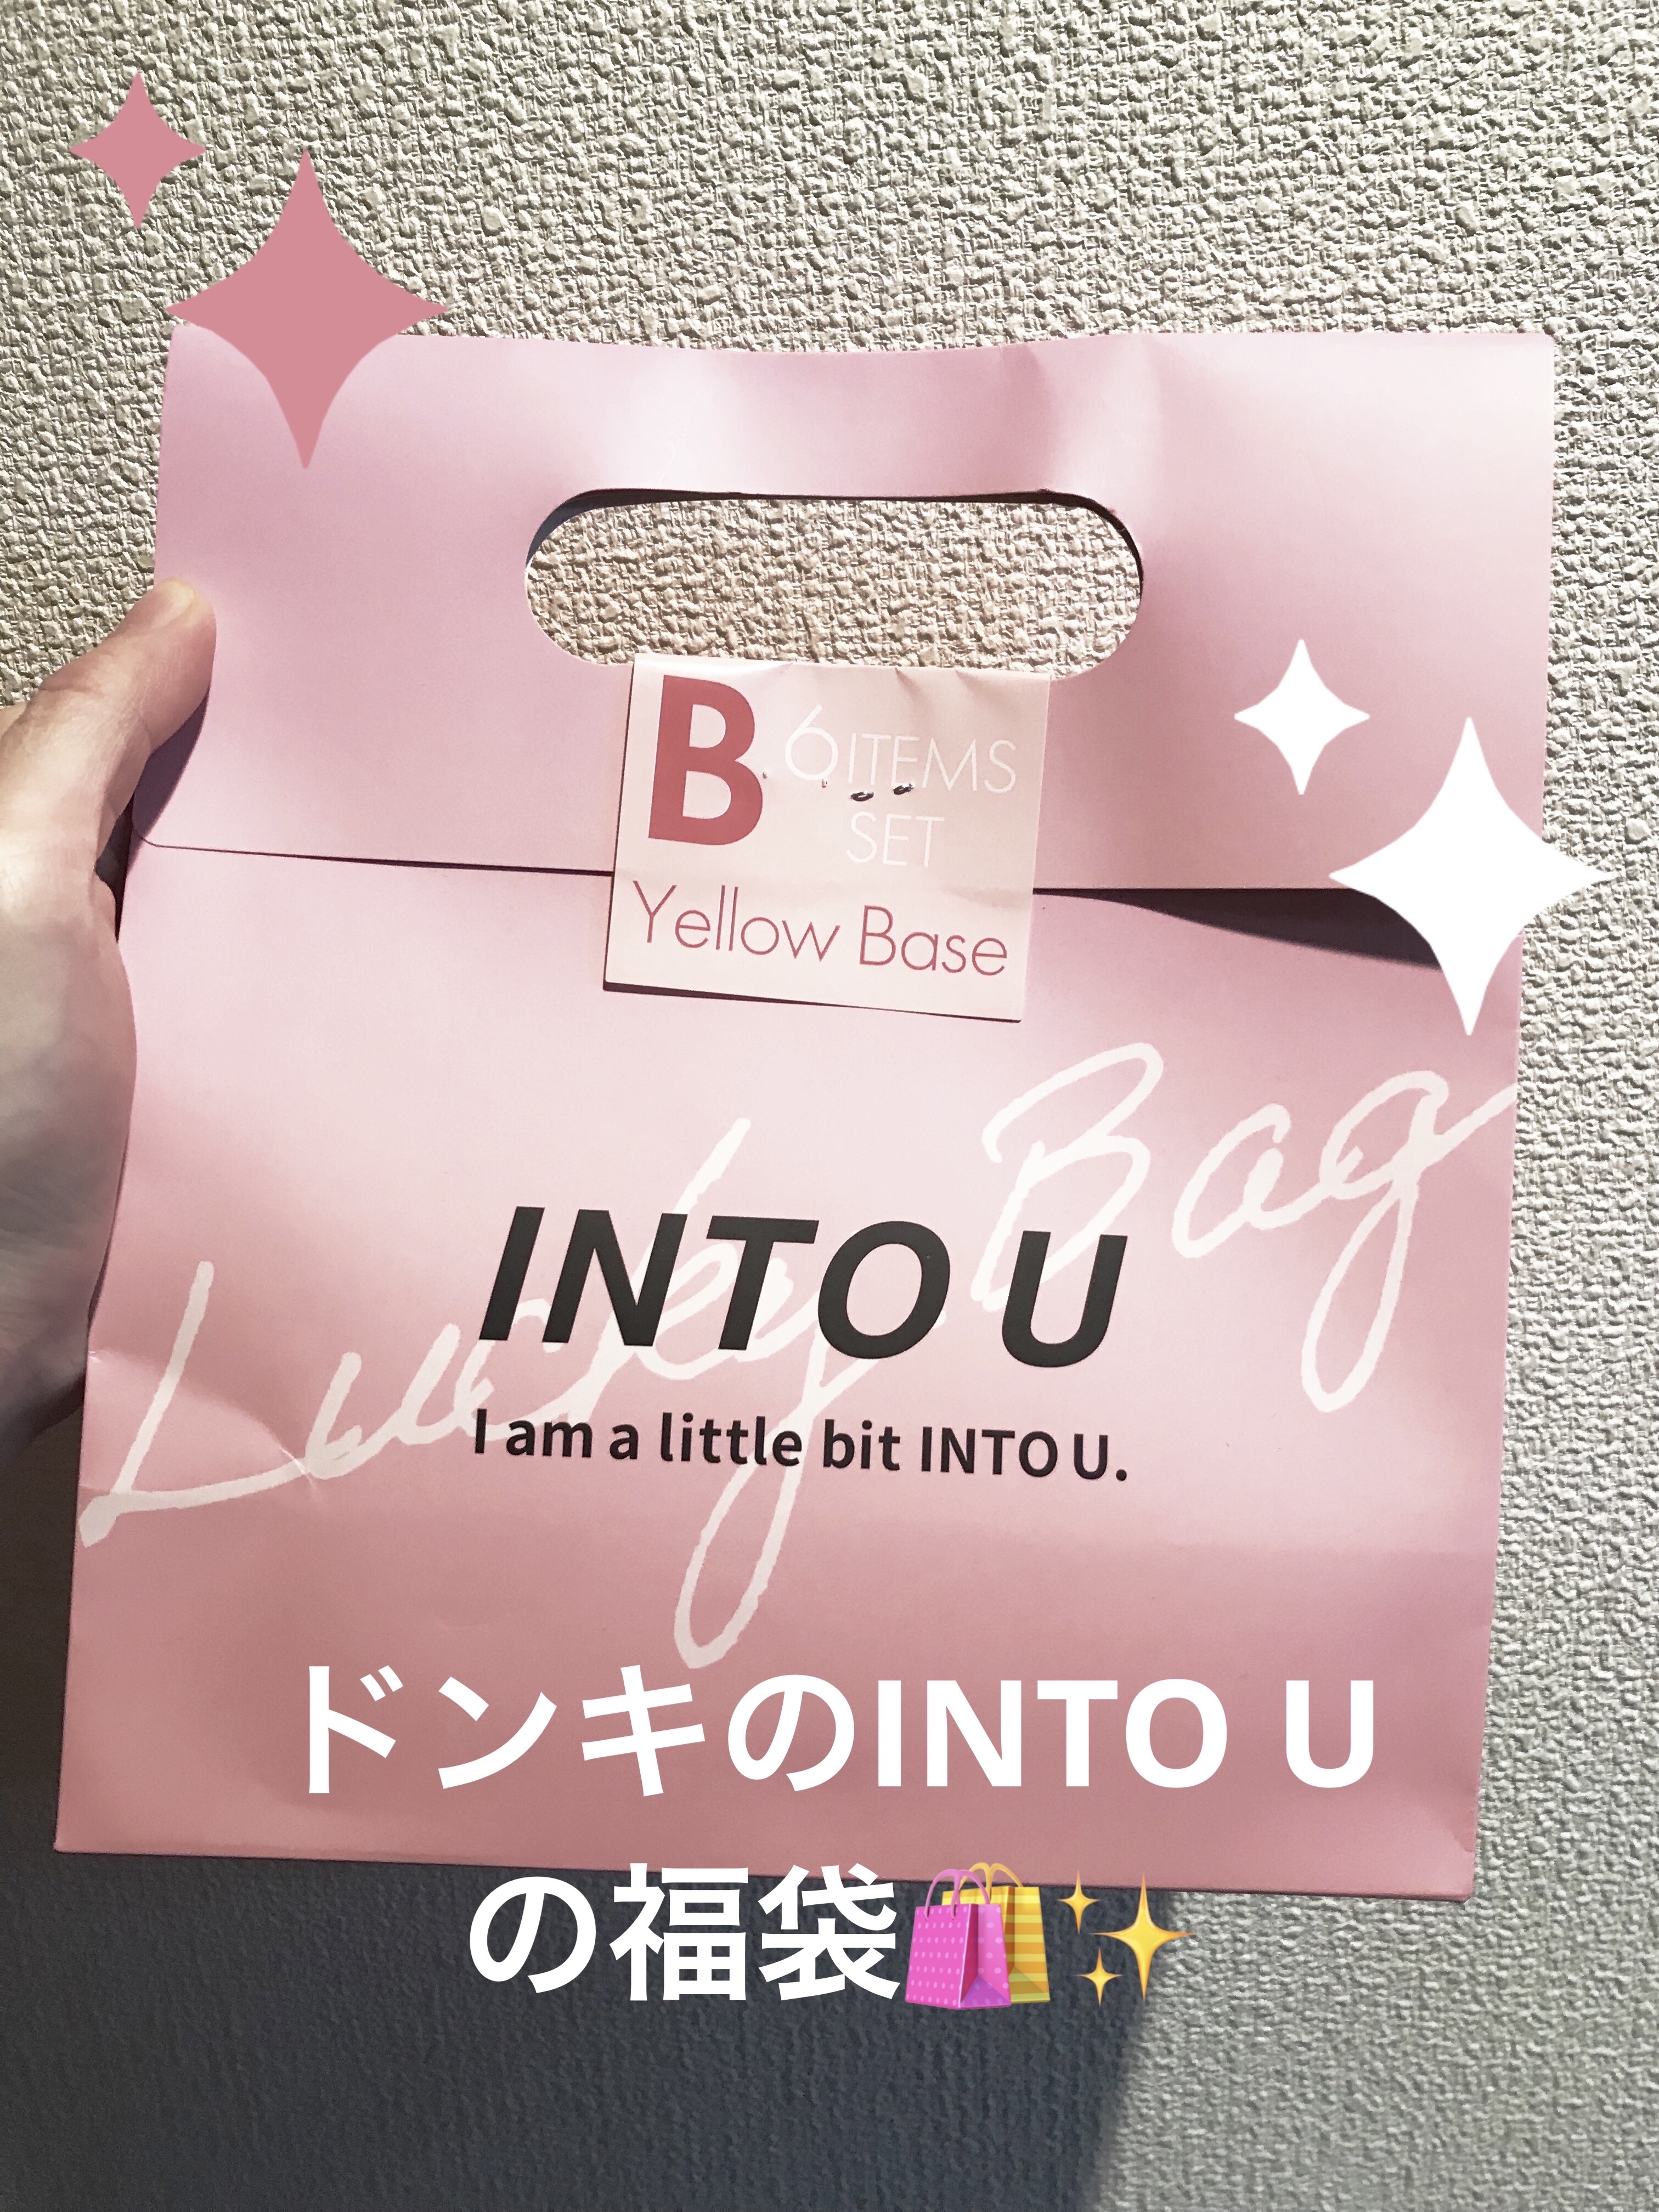 B 6 ITEMS
SET
Yellow Base
Lucky Bag
INTO U
I am a little bit INTO U.
ドンキのINTO U
の福袋🛍️✨